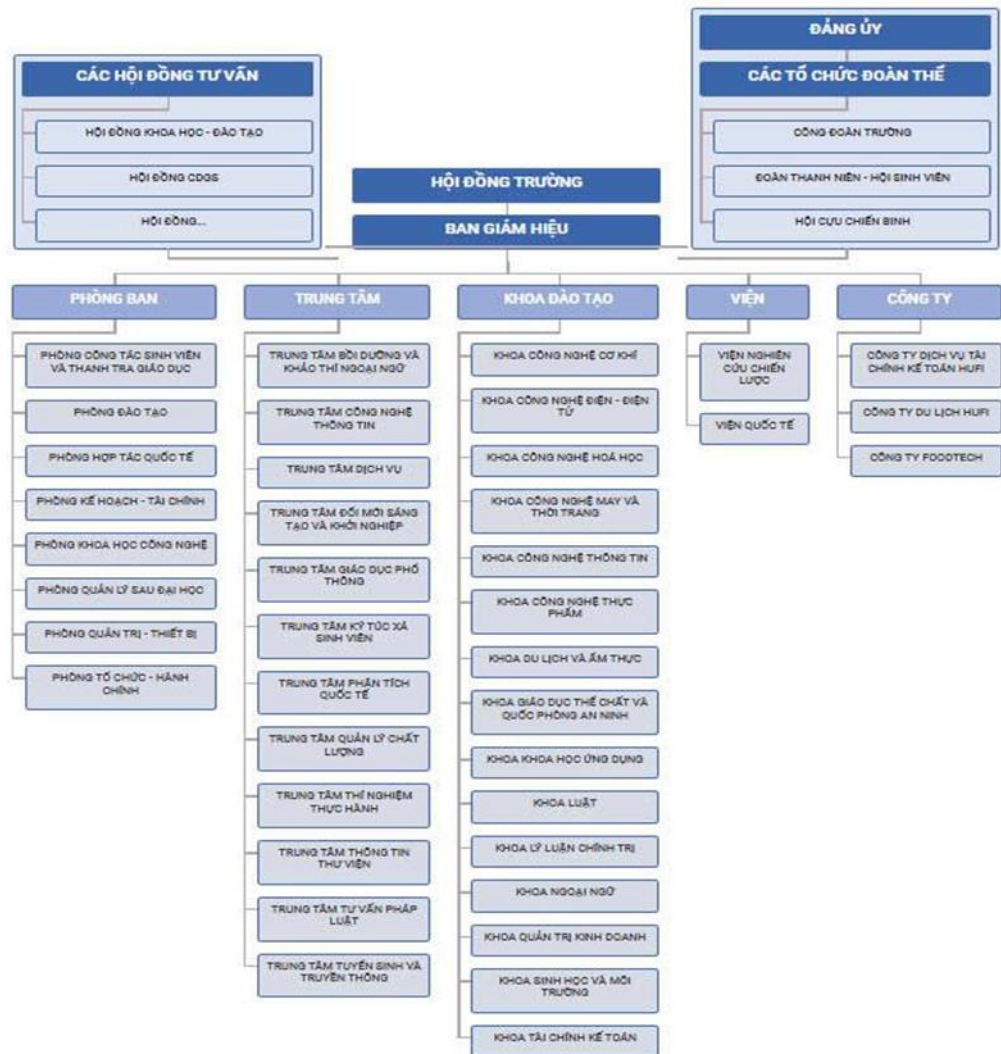 CÁC HỘI ĐỒNG TƯ VẤN
HỘI ĐỒNG KHOA HỌC - ĐÀO TẠO
HỘI ĐỒNG CDGS
HỘI ĐỒNG...
ĐẢNG ỦY
CÁC TỔ CHỨC ĐOÀN THỂ
CÔNG ĐOÀN TRƯỜNG
ĐOÀN THANH NIÊN - HỘI SINH VIÊN
HỘI CỰU CHIẾN BINH
HỘI ĐỒNG TRƯỜNG
BAN GIÁM HIỆU
PHÒNG BAN
PHÒNG CÔNG TÁC SINH VIÊN
VÀ THANH TRA GIÁO DỤC
PHÒNG ĐÀO TẠO
PHÒNG HỢP TÁC QUỐC TẾ
PHÒNG KẾ HOẠCH - TÀI CHÍNH
PHÒNG KHOA HỌC CÔNG NGHỆ
PHÒNG QUẢN LÝ SAU ĐẠI HỌC
PHÒNG QUẢN TRỊ - THIẾT BỊ
PHÒNG TỔ CHỨC - HÀNH
CHÍNH
TRUNG TÂM
TRUNG TÂM BỒI DƯỠNG VÀ
KHẢO THÍ NGOẠI NGỮ
TRUNG TÂM CÔNG NGHỆ
THÔNG TIN
TRUNG TÂM DỊCH VỤ
TRUNG TÂM ĐỔI MỚI SÁNG
TẠO VÀ KHỞI NGHIỆP
TRUNG TÂM GIÁO DỤC PHỔ
THÔNG
TRUNG TÂM KÝ TÚC XÁ
SINH VIÊN
TRUNG TÂM PHÂN TÍCH
QUỐC TẾ
TRUNG TÂM QUẢN LÝ CHẤT
LƯỢNG
TRUNG TÂM THÍ NGHIỆM
THỰC HÀNH
TRUNG TÂM THÔNG TIN
THƯ VIỆN
TRUNG TÂM TƯ VẤN PHÁP
LUẬT
TRUNG TÂM TUYỂN SINH VÀ
TRUYỀN THÔNG
KHOA ĐÀO TẠO
KHOA CÔNG NGHỆ CƠ KHÍ
KHOA CÔNG NGHỆ ĐIỆN - ĐIỆN
TỬ
KHOA CÔNG NGHỆ HOÁ HỌC
KHOA CÔNG NGHỆ MAY VÀ
THỜI TRANG
KHOA CÔNG NGHỆ THÔNG TIN
KHOA CÔNG NGHỆ THỰC
PHẨM
KHOA DU LỊCH VÀ ẨM THỰC
KHOA GIÁO DỤC THỂ CHẤT VÀ
QUỐC PHÒNG AN NINH
KHOA KHOA HỌC ỨNG DỤNG
KHOA LUẬT
KHOA LÝ LUẬN CHÍNH TRỊ
KHOA NGOẠI NGỮ
KHOA QUẢN TRỊ KINH DOANH
KHOA SINH HỌC VÀ MÔI
TRƯỜNG
KHOA TÀI CHÍNH KẾ TOÁN
VIỆN
VIỆN NGHIÊN
CỨU CHIẾN
LƯỢC
VIỆN QUỐC TẾ
CÔNG TY
CÔNG TY DỊCH VỤ TÀI
CHÍNH KẾ TOÁN HUFI
CÔNG TY DU LỊCH HUFI
CÔNG TY FOODTECH